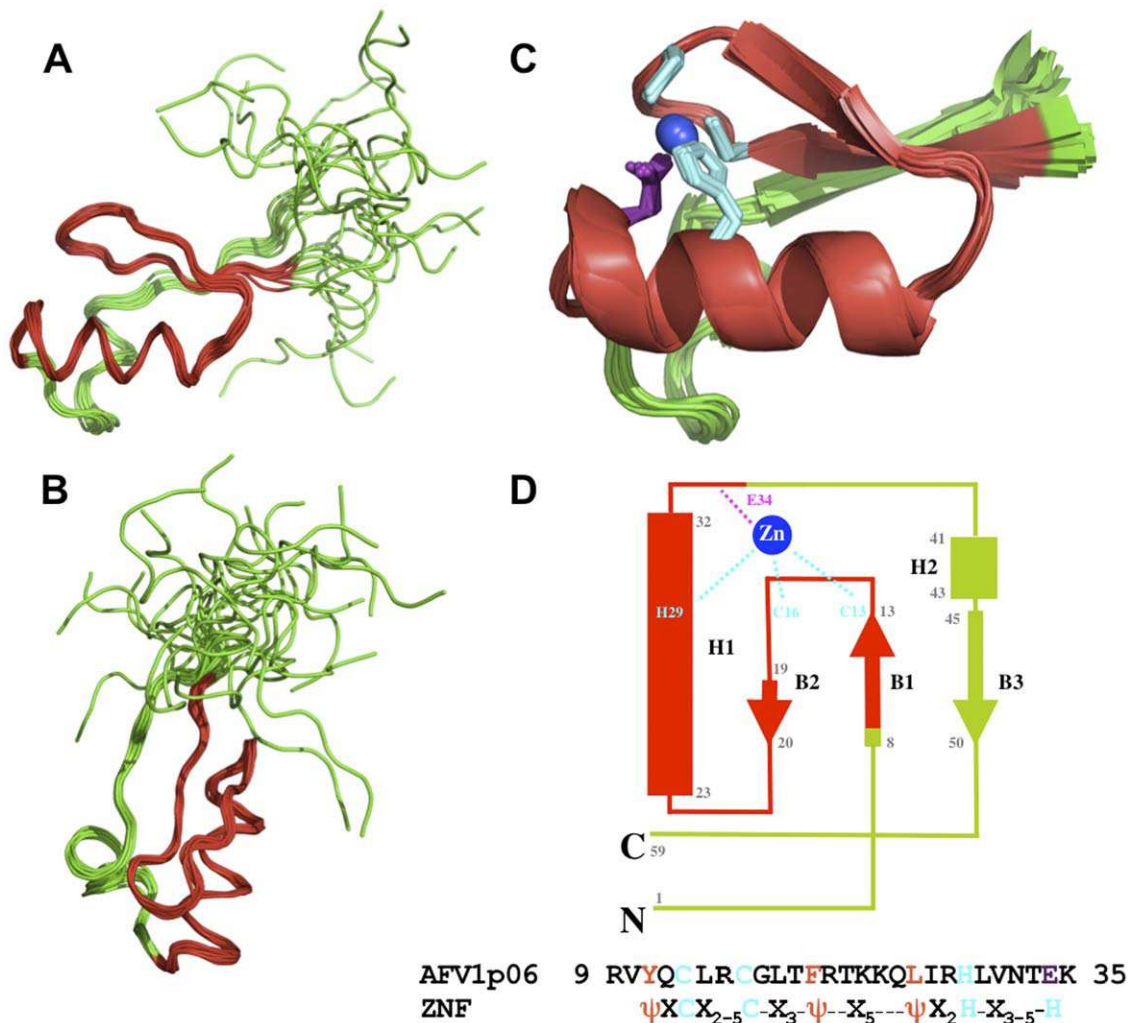 A
C
B
D
E34
Zn
32
41
H2
43
H29
C16
C13
13
45
H1
19
B2
B1
B3
20
8
50
23
C
59
1
N
AFV1p06 9 RVYQCLRCGLTFRTKKQLIRHLVNTEK 35
ZNF ψXCX2-5C-X3-ψ--X5---ψX2H-X3-5-H